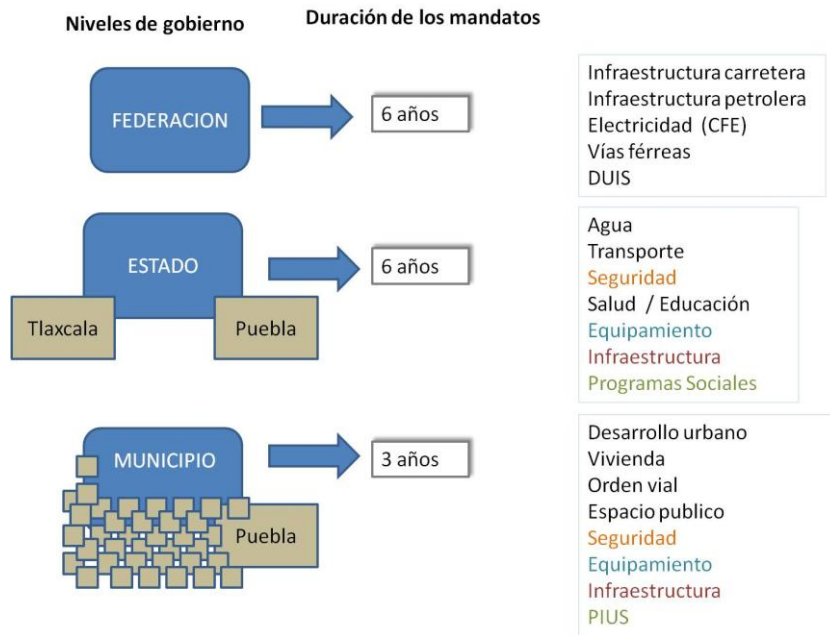 Niveles de gobierno
Duración de los mandatos
FEDERACION
6 años
Infraestructura carretera
Infraestructura petrolera
Electricidad (CFE)
Vías férreas
DUIS
ESTADO
6 años
Tlaxcala
Puebla
Agua
Transporte
Seguridad
Salud / Educación
Equipamiento
Infraestructura
Programas Sociales
MUNICIPIO
3 años
Puebla
Desarrollo urbano
Vivienda
Orden vial
Espacio publico
Seguridad
Equipamiento
Infraestructura
PIUS